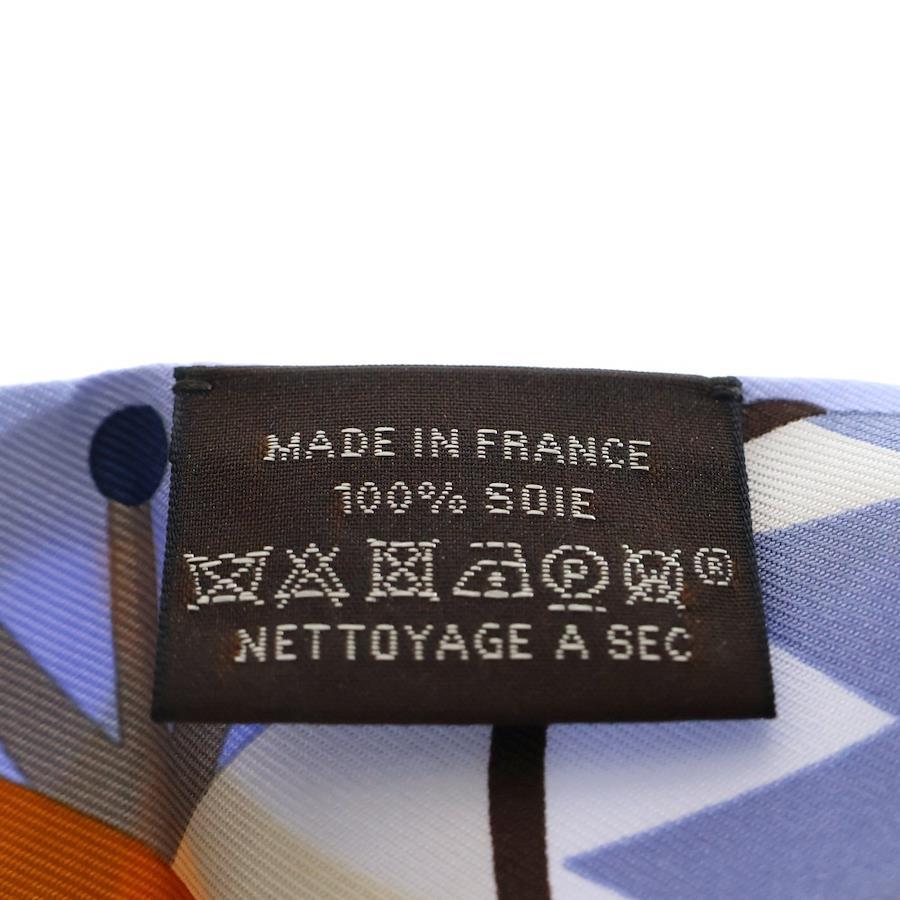 MADE IN FRANCE
100% SOIE
P W ®
NETTOYAGE A SEC